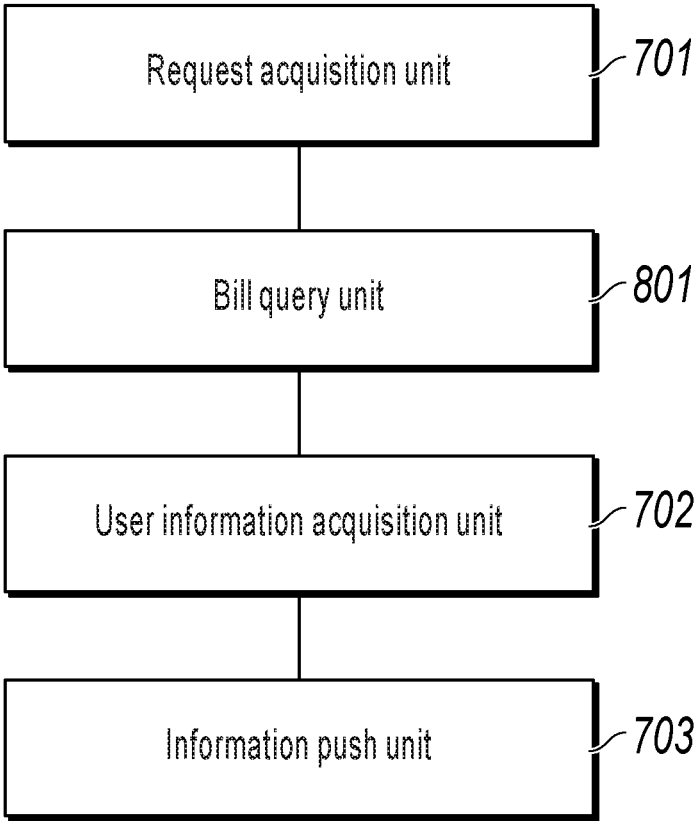 Request acquisition unit
701
Bill query unit
801
User information acquisition unit
702
Information push unit
703